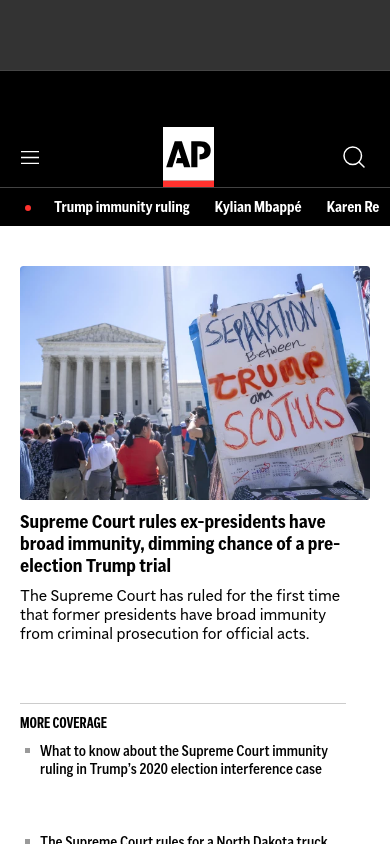 AP
Trump immunity ruling Kylian Mbappé Karen Re
SEPARATION
Between
TRUMP
and
SCOTUS
Supreme Court rules ex-presidents have
broad immunity, dimming chance of a pre-
election Trump trial
The Supreme Court has ruled for the first time
that former presidents have broad immunity
from criminal prosecution for official acts.
MORE COVERAGE
What to know about the Supreme Court immunity
ruling in Trump's 2020 election interference case
The Supreme Court rules for a North Dakota truck